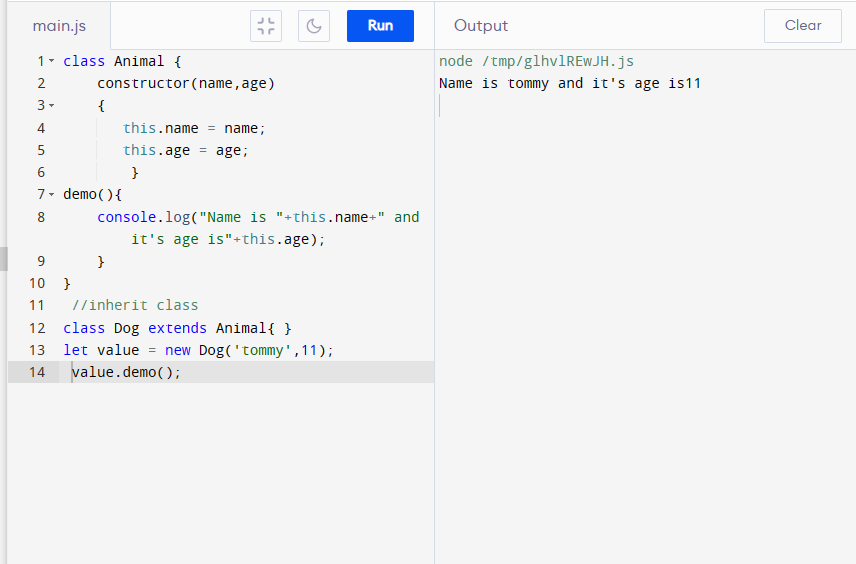 main.js
Run
Output
Clear
1 class Animal {
2 constructor(name,age)
3 {
4 this.name = name;
5 this.age = age;
6 }
7 demo(){
8 console.log("Name is "+this.name+" and
it's age is"+this.age);
9 }
10 }
11 //inherit class
12 class Dog extends Animal{ }
13 let value = new Dog('tommy',11);
14 value.demo();
node /tmp/glhvlREwJH.js
Name is tommy and it's age is11